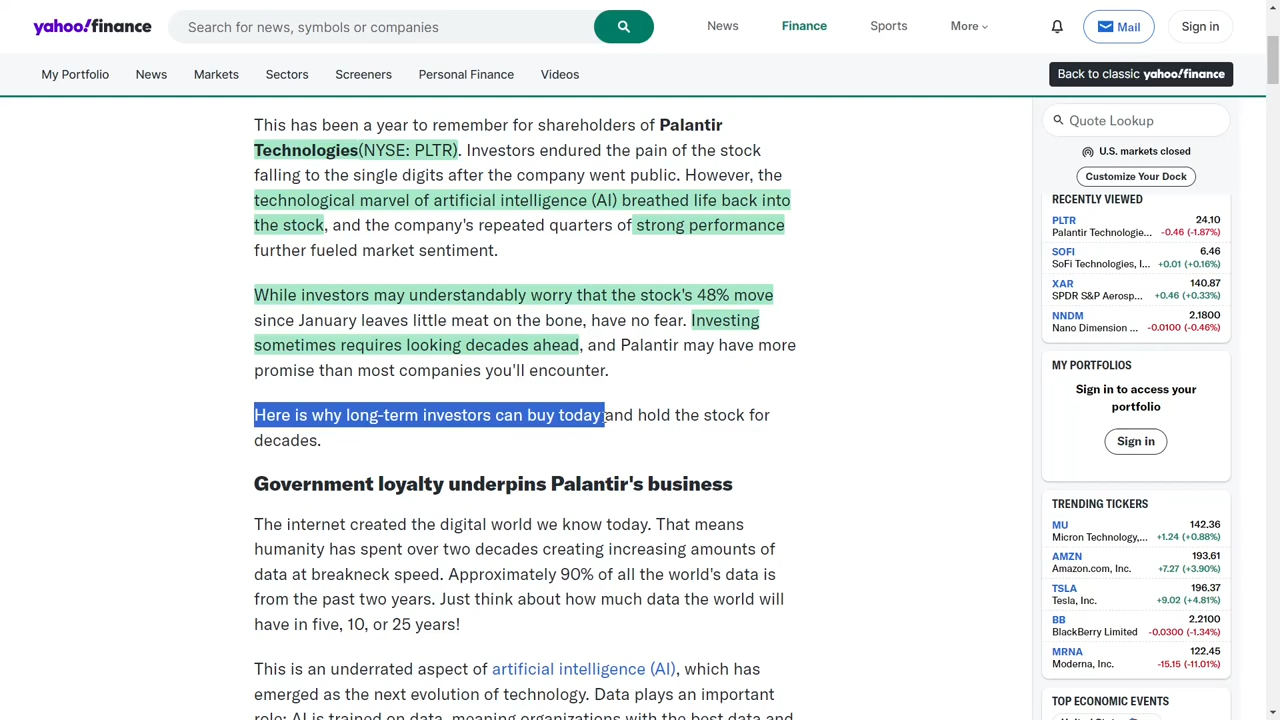 yahoo!finance
Search for news, symbols or companies
News
Finance
Sports
More
Mail
Sign in
My Portfolio
News
Markets
Sectors
Screeners
Personal Finance
Videos
Back to classic yahoo!finance
This has been a year to remember for shareholders of Palantir
Technologies(NYSE: PLTR). Investors endured the pain of the stock
falling to the single digits after the company went public. However, the
technological marvel of artificial intelligence (AI) breathed life back into
the stock, and the company's repeated quarters of strong performance
further fueled market sentiment.
While investors may understandably worry that the stock's 48% move
since January leaves little meat on the bone, have no fear. Investing
sometimes requires looking decades ahead, and Palantir may have more
promise than most companies you'll encounter.
Here is why long-term investors can buy today and hold the stock for
decades.
Government loyalty underpins Palantir's business
The internet created the digital world we know today. That means
humanity has spent over two decades creating increasing amounts of
data at breakneck speed. Approximately 90% of all the world's data is
from the past two years. Just think about how much data the world will
have in five, 10, or 25 years!
This is an underrated aspect of artificial intelligence (AI), which has
emerged as the next evolution of technology. Data plays an important
role: AI is trained on data, meaning organizations with the best data and
Quote Lookup
U.S. markets closed
Customize Your Dock
RECENTLY VIEWED
PLTR 24.10
Palantir Technologie... -0.46 (-1.87%)
SOFI 6.46
SoFi Technologies, I... +0.01 (+0.16%)
XAR 140.87
SPDR S&P Aerosp... +0.46 (+0.33%)
NNDM 2.1800
Nano Dimension ... -0.0100 (-0.46%)
MY PORTFOLIOS
Sign in to access your
portfolio
Sign in
TRENDING TICKERS
MU 142.36
Micron Technology,... +1.24 (+0.88%)
AMZN 193.61
Amazon.com, Inc. +7.27 (+3.90%)
TSLA 196.37
Tesla, Inc. +9.02 (+4.81%)
BB 2.2100
BlackBerry Limited -0.0300 (-1.34%)
MRNA 122.45
Moderna, Inc. -15.15 (-11.01%)
TOP ECONOMIC EVENTS